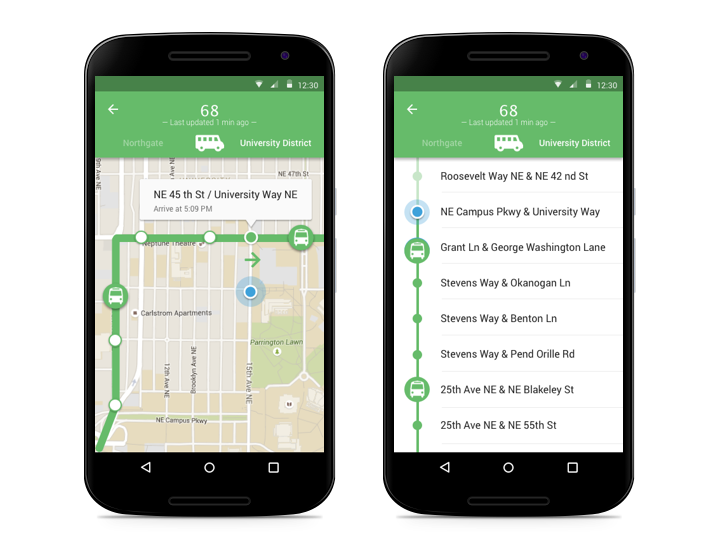 12:30
68
— Last updated 1 min ago —
Northgate
University District
NE 47th St
NE 45 th St / University Way NE
Arrive at 5:09 PM
Neptune Theatre
Carlstrom Apartments
Parrington Lawn
12th Ave NE
Brooklyn Ave NE
15th Ave NE
NE Campus Pkwy
12:30
68
— Last updated 1 min ago —
Northgate
University District
Roosevelt Way NE & NE 42 nd St
NE Campus Pkwy & University Way
Grant Ln & George Washington Lane
Stevens Way & Okanogan Ln
Stevens Way & Benton Ln
Stevens Way & Pend Orille Rd
25th Ave NE & NE Blakeley St
25th Ave NE & NE 55th St